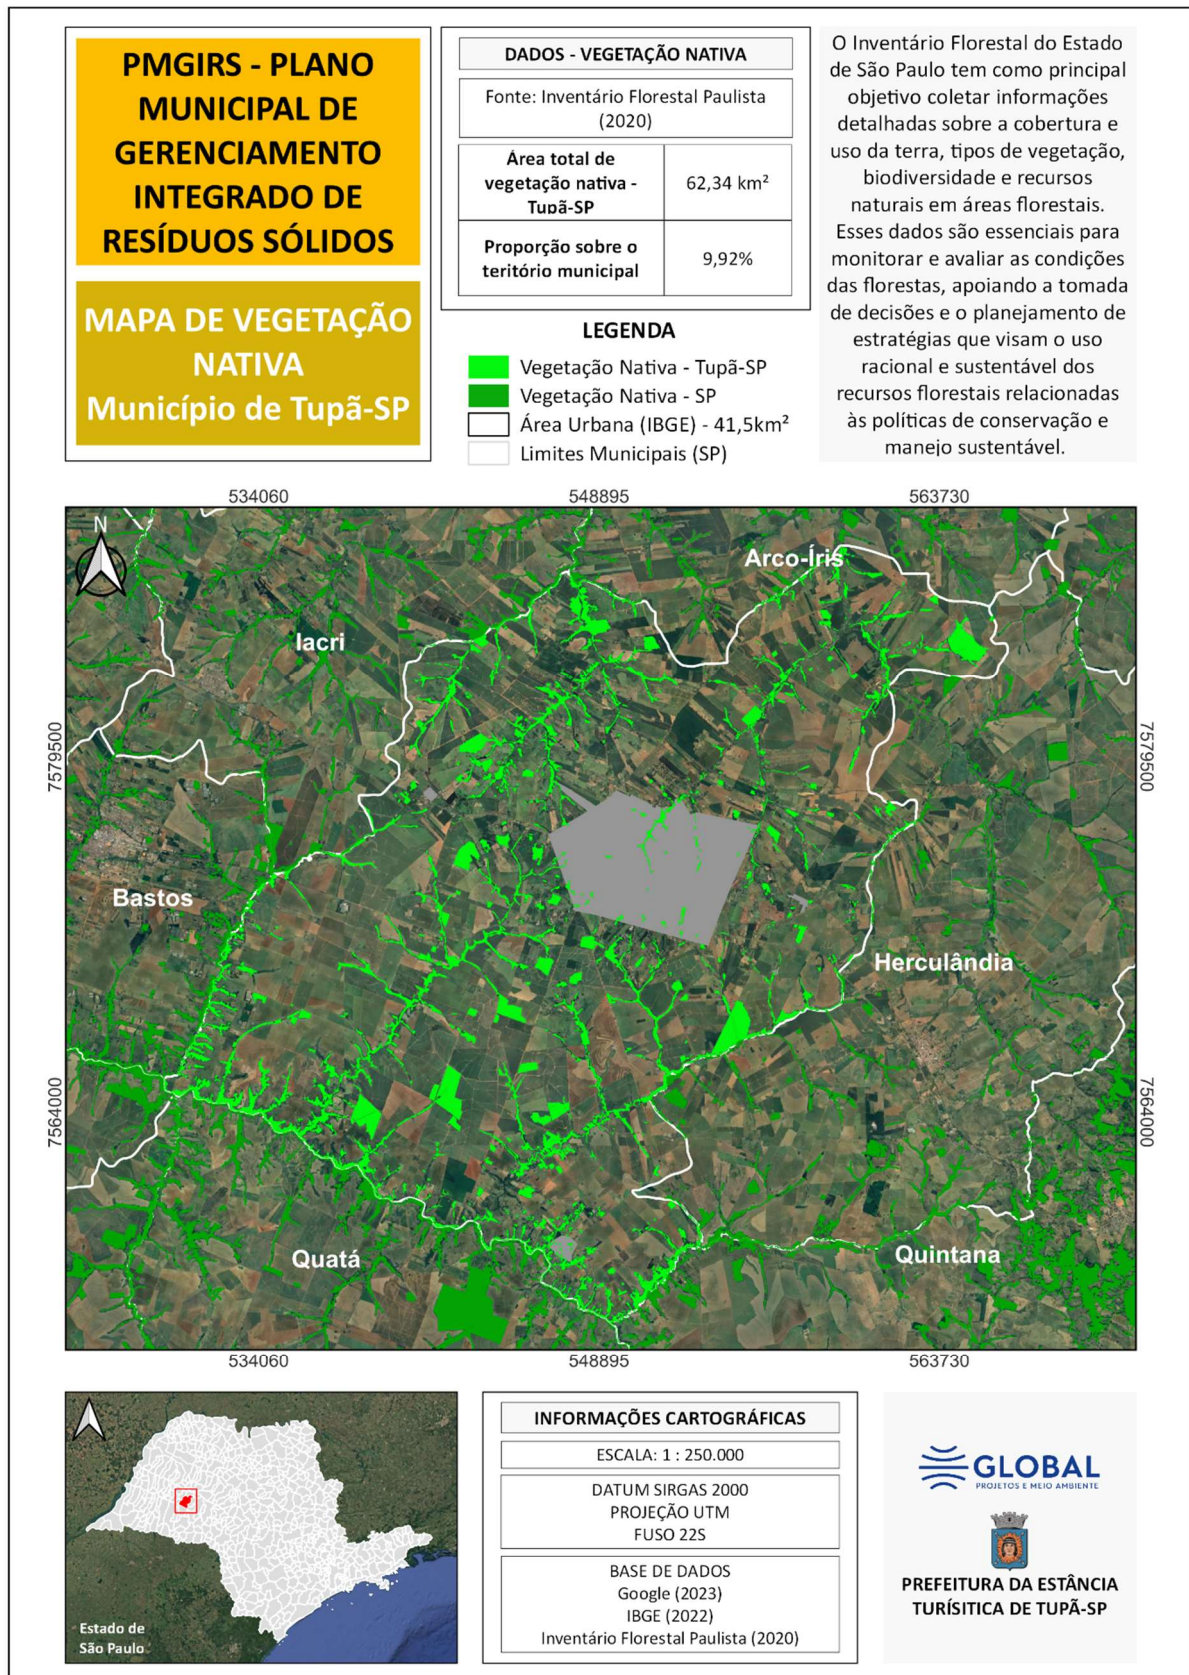 PMGIRS - PLANO
MUNICIPAL DE
GERENCIAMENTO
INTEGRADO DE
RESÍDUOS SÓLIDOS
MAPA DE VEGETAÇÃO
NATIVA
Município de Tupã-SP
DADOS - VEGETAÇÃO NATIVA
Fonte: Inventário Florestal Paulista
(2020)
Área total de
vegetação nativa -
Tupã-SP
62,34 km²
Proporção sobre o
teritório municipal
9,92%
LEGENDA
Vegetação Nativa - Tupã-SP
Vegetação Nativa - SP
Área Urbana (IBGE) - 41,5km²
Limites Municipais (SP)
O Inventário Florestal do Estado
de São Paulo tem como principal
objetivo coletar informações
detalhadas sobre a cobertura e
uso da terra, tipos de vegetação,
biodiversidade e recursos
naturais em áreas florestais.
Esses dados são essenciais para
monitorar e avaliar as condições
das florestas, apoiando a tomada
de decisões e o planejamento de
estratégias que visam o uso
racional e sustentável dos
recursos florestais relacionadas
às políticas de conservação e
manejo sustentável.
534060
548895
563730
N
Arco-Íris
Iacri
7579500
7579500
Bastos
Herculândia
7564000
7564000
Quatá
Quintana
534060
548895
563730
Estado de
São Paulo
INFORMAÇÕES CARTOGRÁFICAS
ESCALA: 1 : 250.000
DATUM SIRGAS 2000
PROJEÇÃO UTM
FUSO 22S
BASE DE DADOS
Google (2023)
IBGE (2022)
Inventário Florestal Paulista (2020)
GLOBAL
PROJETOS E MEIO AMBIENTE
PREFEITURA DA ESTÂNCIA
TURÍSITICA DE TUPÃ-SP